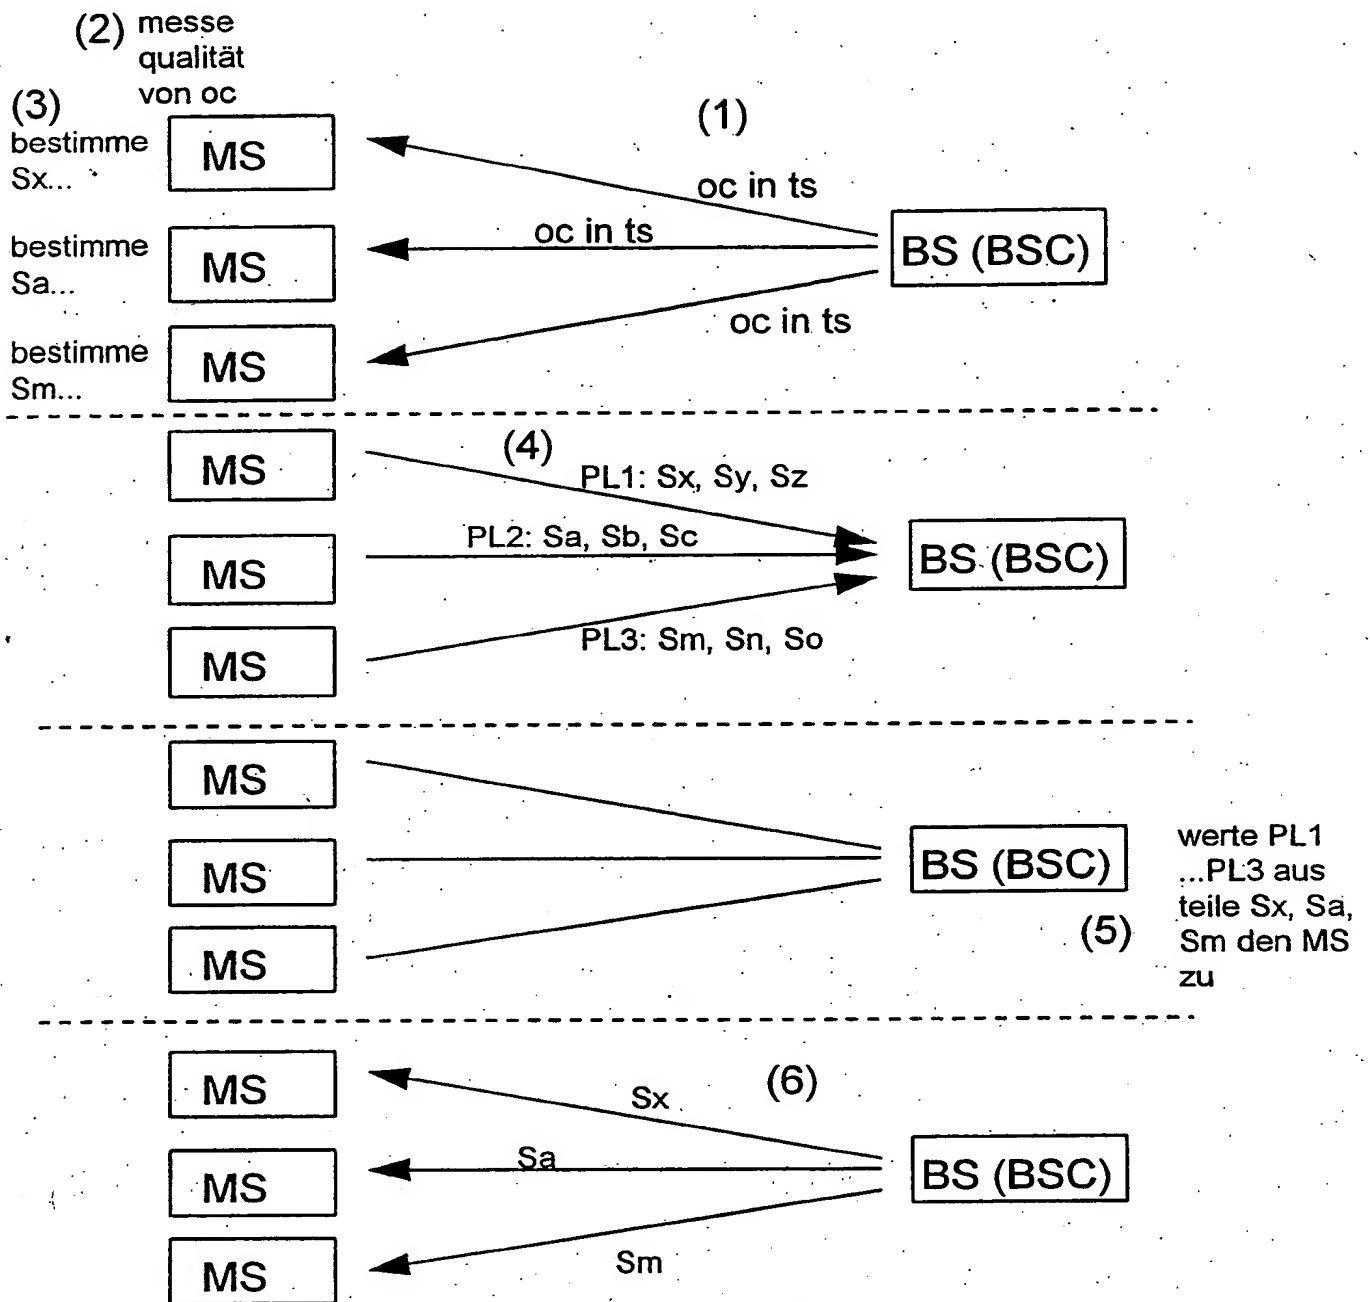 (2) messe
qualität
von oc
(3)
bestimme
Sx...
MS
(1)
oc in ts
bestimme
Sa...
MS
oc in ts
BS (BSC)
bestimme
Sm...
MS
oc in ts
MS
(4)
PL1: Sx, Sy, Sz
MS
PL2: Sa, Sb, Sc
BS (BSC)
MS
PL3: Sm, Sn, So
MS
MS
BS (BSC)
MS
(5)
werte PL1
...PL3 aus
teile Sx, Sa,
Sm den MS
zu
MS
Sx
(6)
MS
Sa
BS (BSC)
MS
Sm